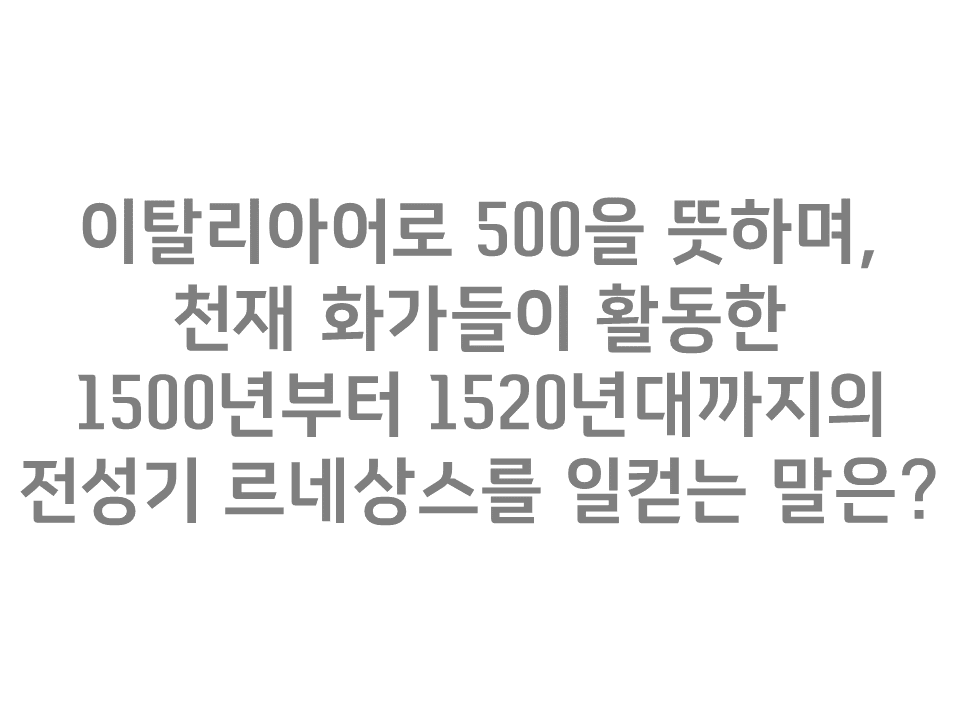 이탈리아어로 500을 뜻하며,
천재 화가들이 활동한
1500년부터 1520년대까지의
전성기 르네상스를 일컫는 말은?